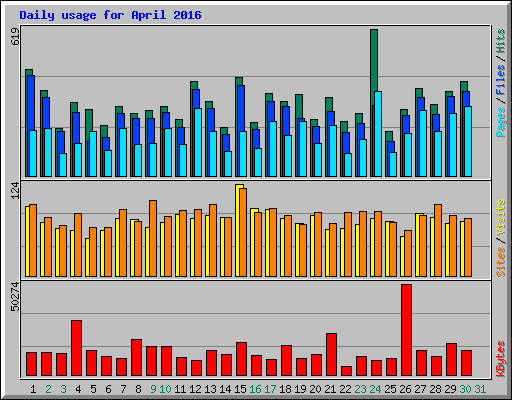 Daily usage for April 2016
619
Pages / Files / Hits
124
Sites / Visits
50274
KBytes
1 2 3 4 5 6 7 8 9 10 11 12 13 14 15 16 17 18 19 20 21 22 23 24 25 26 27 28 29 30 31